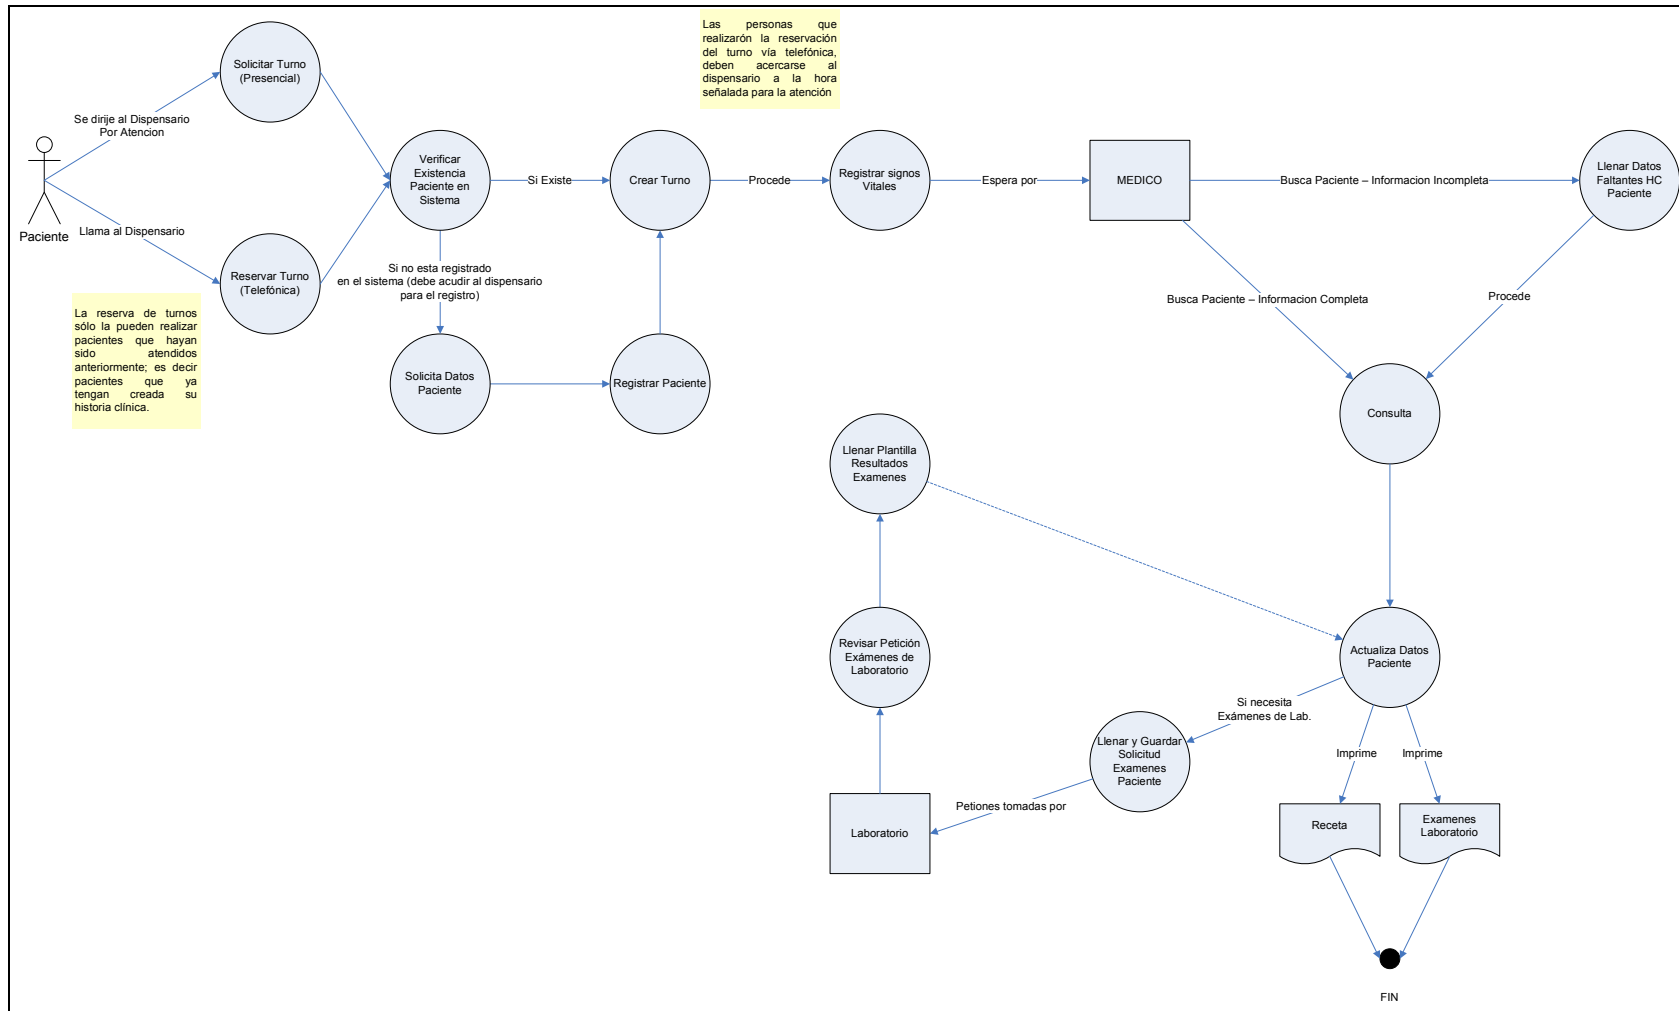 Las personas que
realizarón la reservación
del turno vía telefónica,
deben acercarse al
dispensario a la hora
señalada para la atención
Solicitar Turno
(Presencial)
Se dirije al Dispensario
Por Atencion
Paciente
Llama al Dispensario
Reservar Turno
(Telefónica)
La reserva de turnos
sólo la pueden realizar
pacientes que hayan
sido atendidos
anteriormente; es decir
pacientes que ya
tengan creada su
historia clínica.
Verificar
Existencia
Paciente en
Sistema
Si Existe
Crear Turno
Procede
Registrar signos
Vitales
Espera por
MEDICO
Busca Paciente – Informacion Incompleta
Llenar Datos
Faltantes HC
Paciente
Si no esta registrado
en el sistema (debe acudir al dispensario
para el registro)
Solicita Datos
Paciente
Registrar Paciente
Busca Paciente – Informacion Completa
Procede
Consulta
Llenar Plantilla
Resultados
Examenes
Revisar Petición
Exámenes de
Laboratorio
Actualiza Datos
Paciente
Si necesita
Exámenes de Lab.
Llenar y Guardar
Solicitud
Examenes
Paciente
Petiones tomadas por
Laboratorio
Imprime
Imprime
Receta
Examenes
Laboratorio
FIN